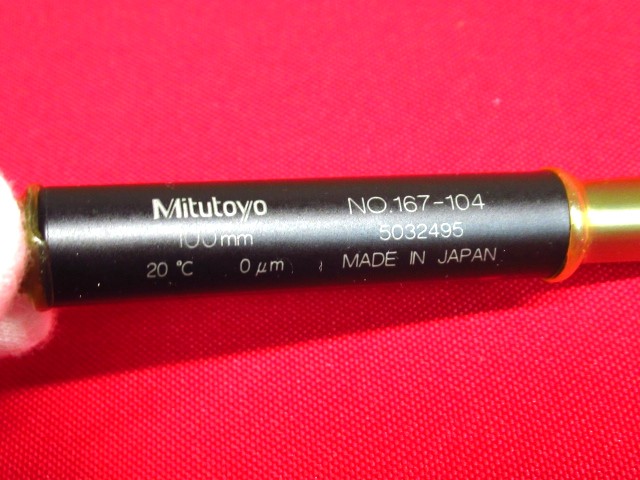 Mitutoyo NO.167-104
100mm 5032495
20 °C 0 μm MADE IN JAPAN